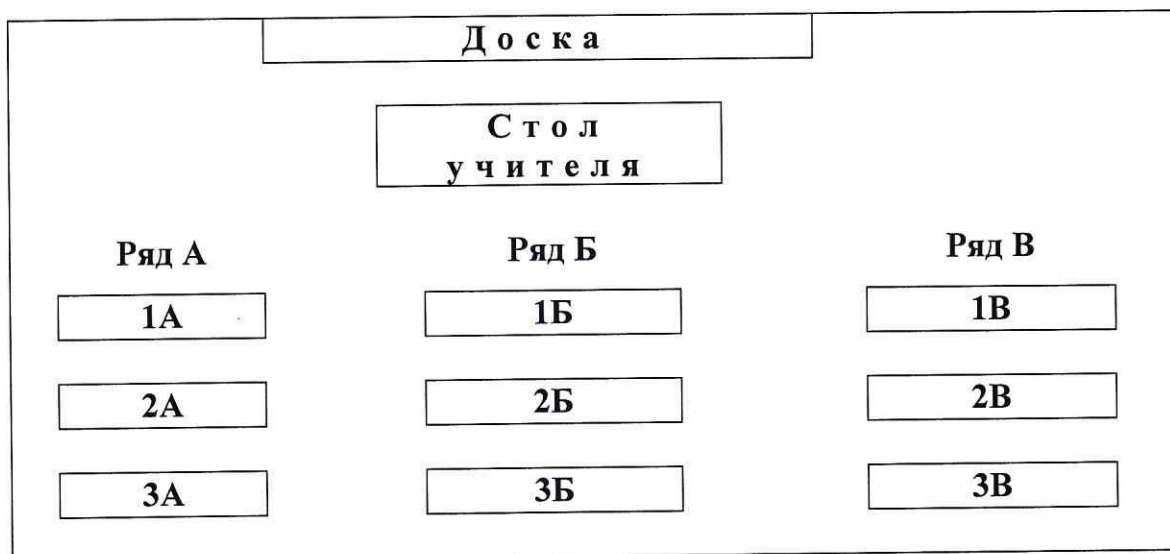 Доска
Стол
учителя
Ряд А Ряд Б Ряд В
1А 1Б 1В
2А 2Б 2В
3А 3Б 3В